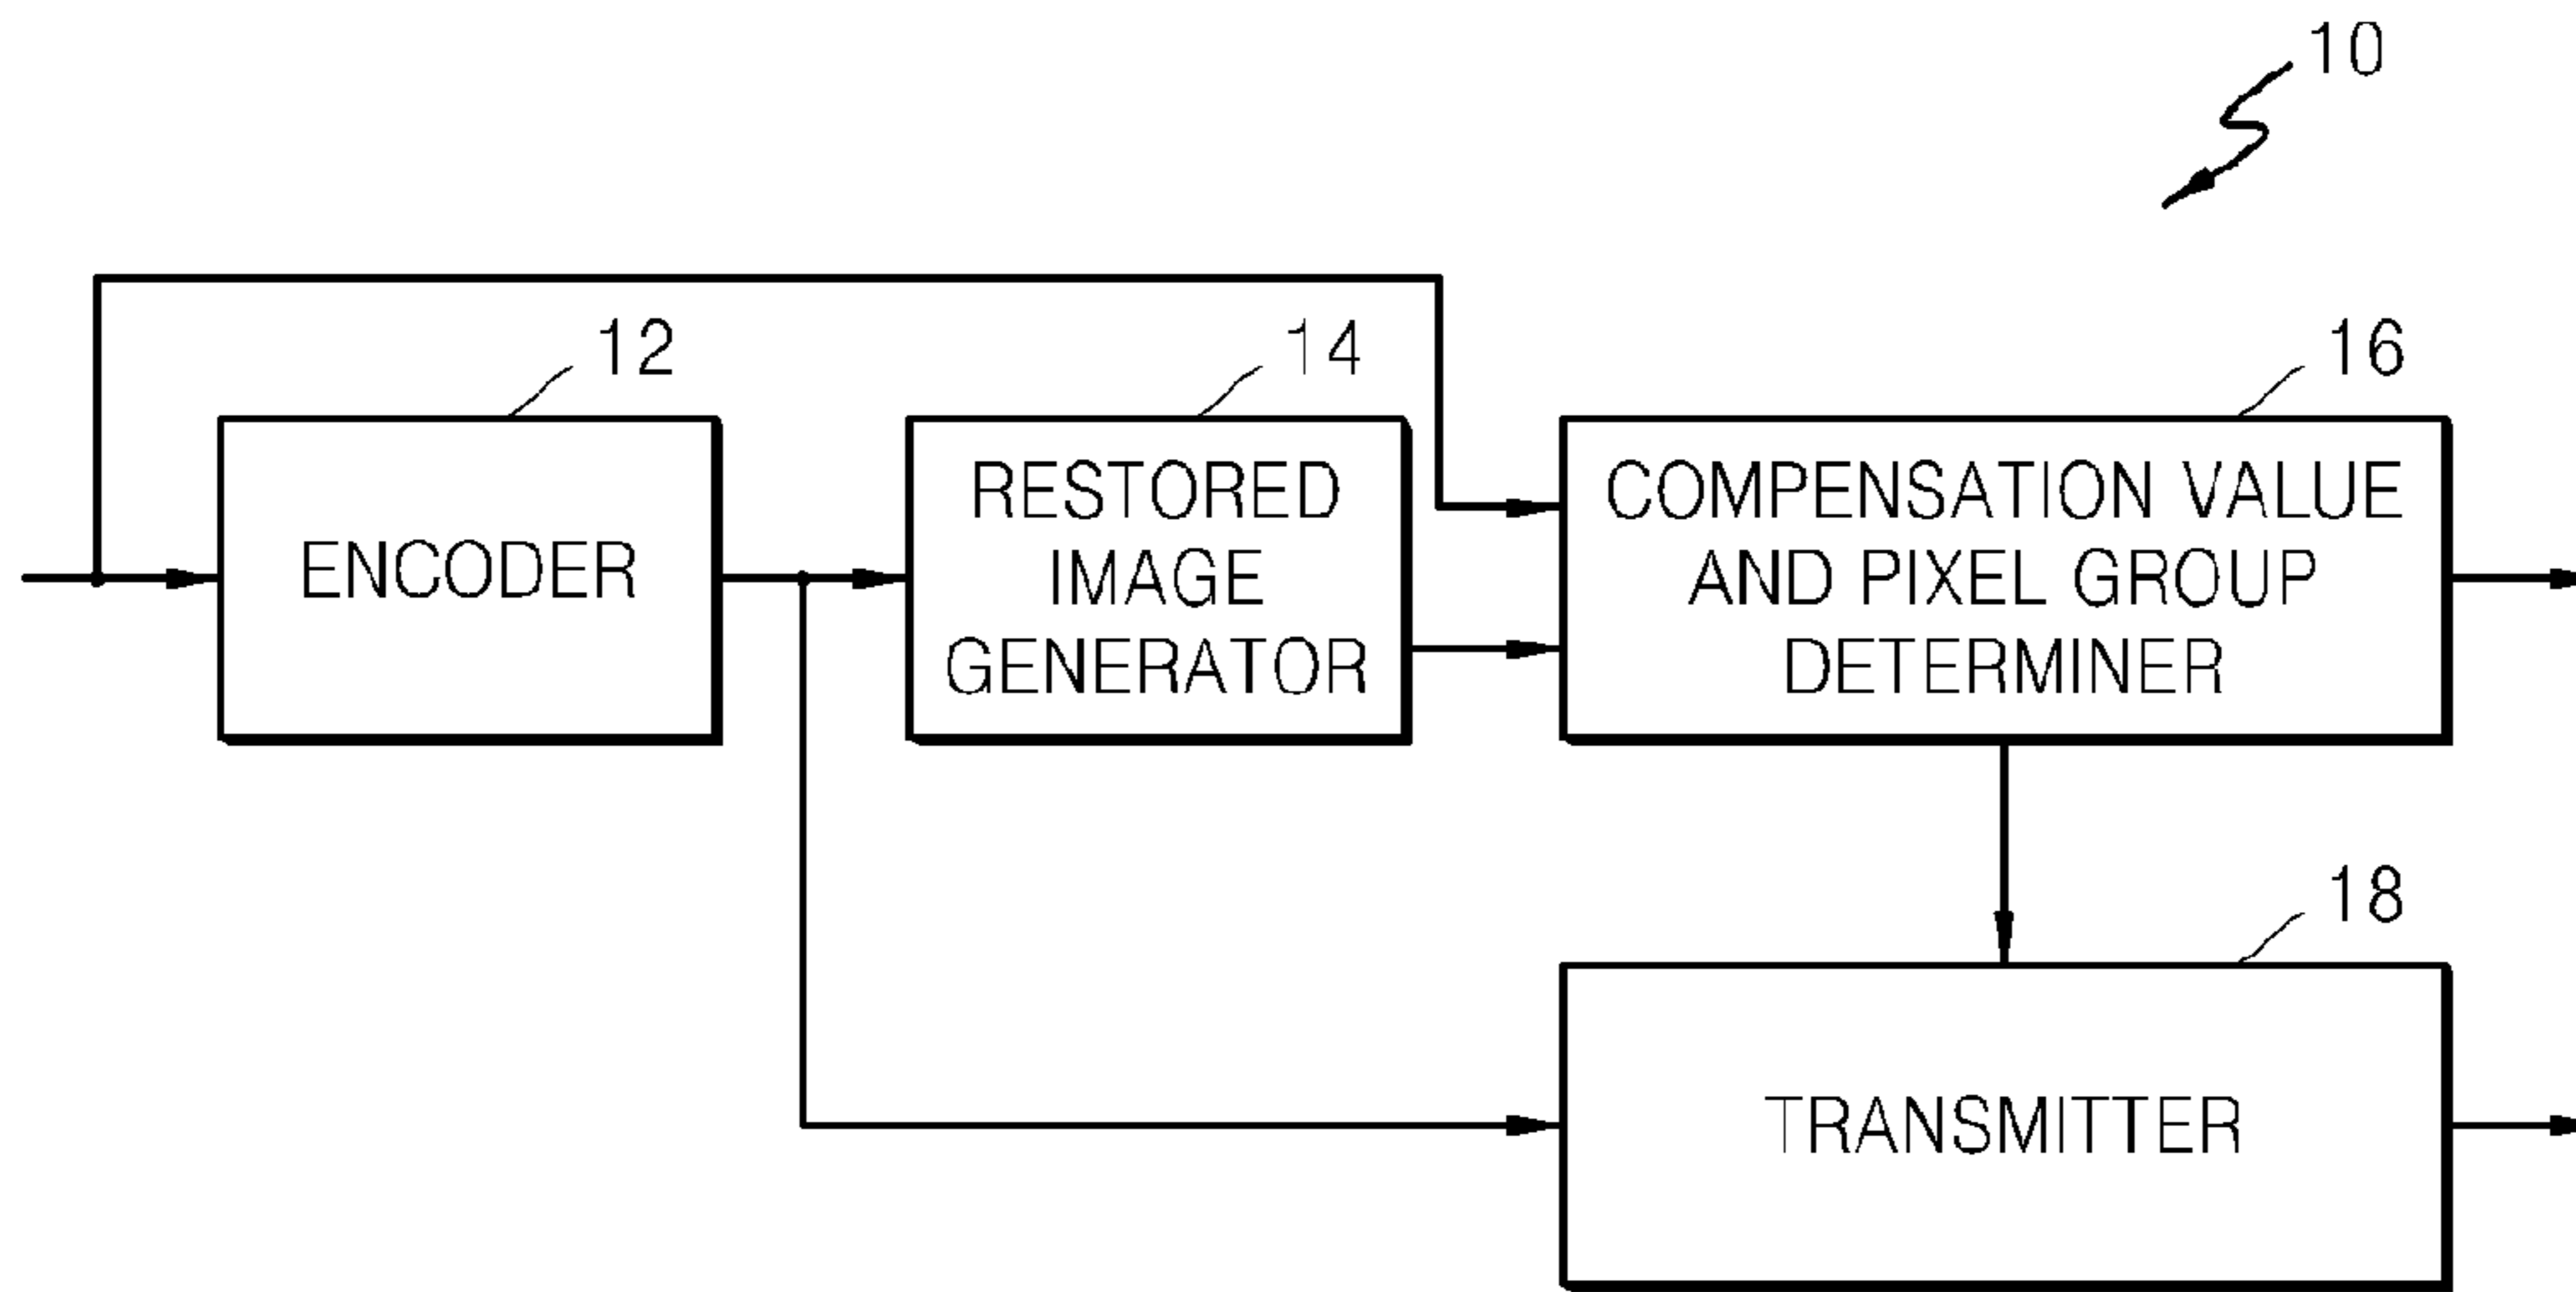 10
12
14
16
ENCODER
RESTORED
IMAGE
GENERATOR
COMPENSATION VALUE
AND PIXEL GROUP
DETERMINER
18
TRANSMITTER